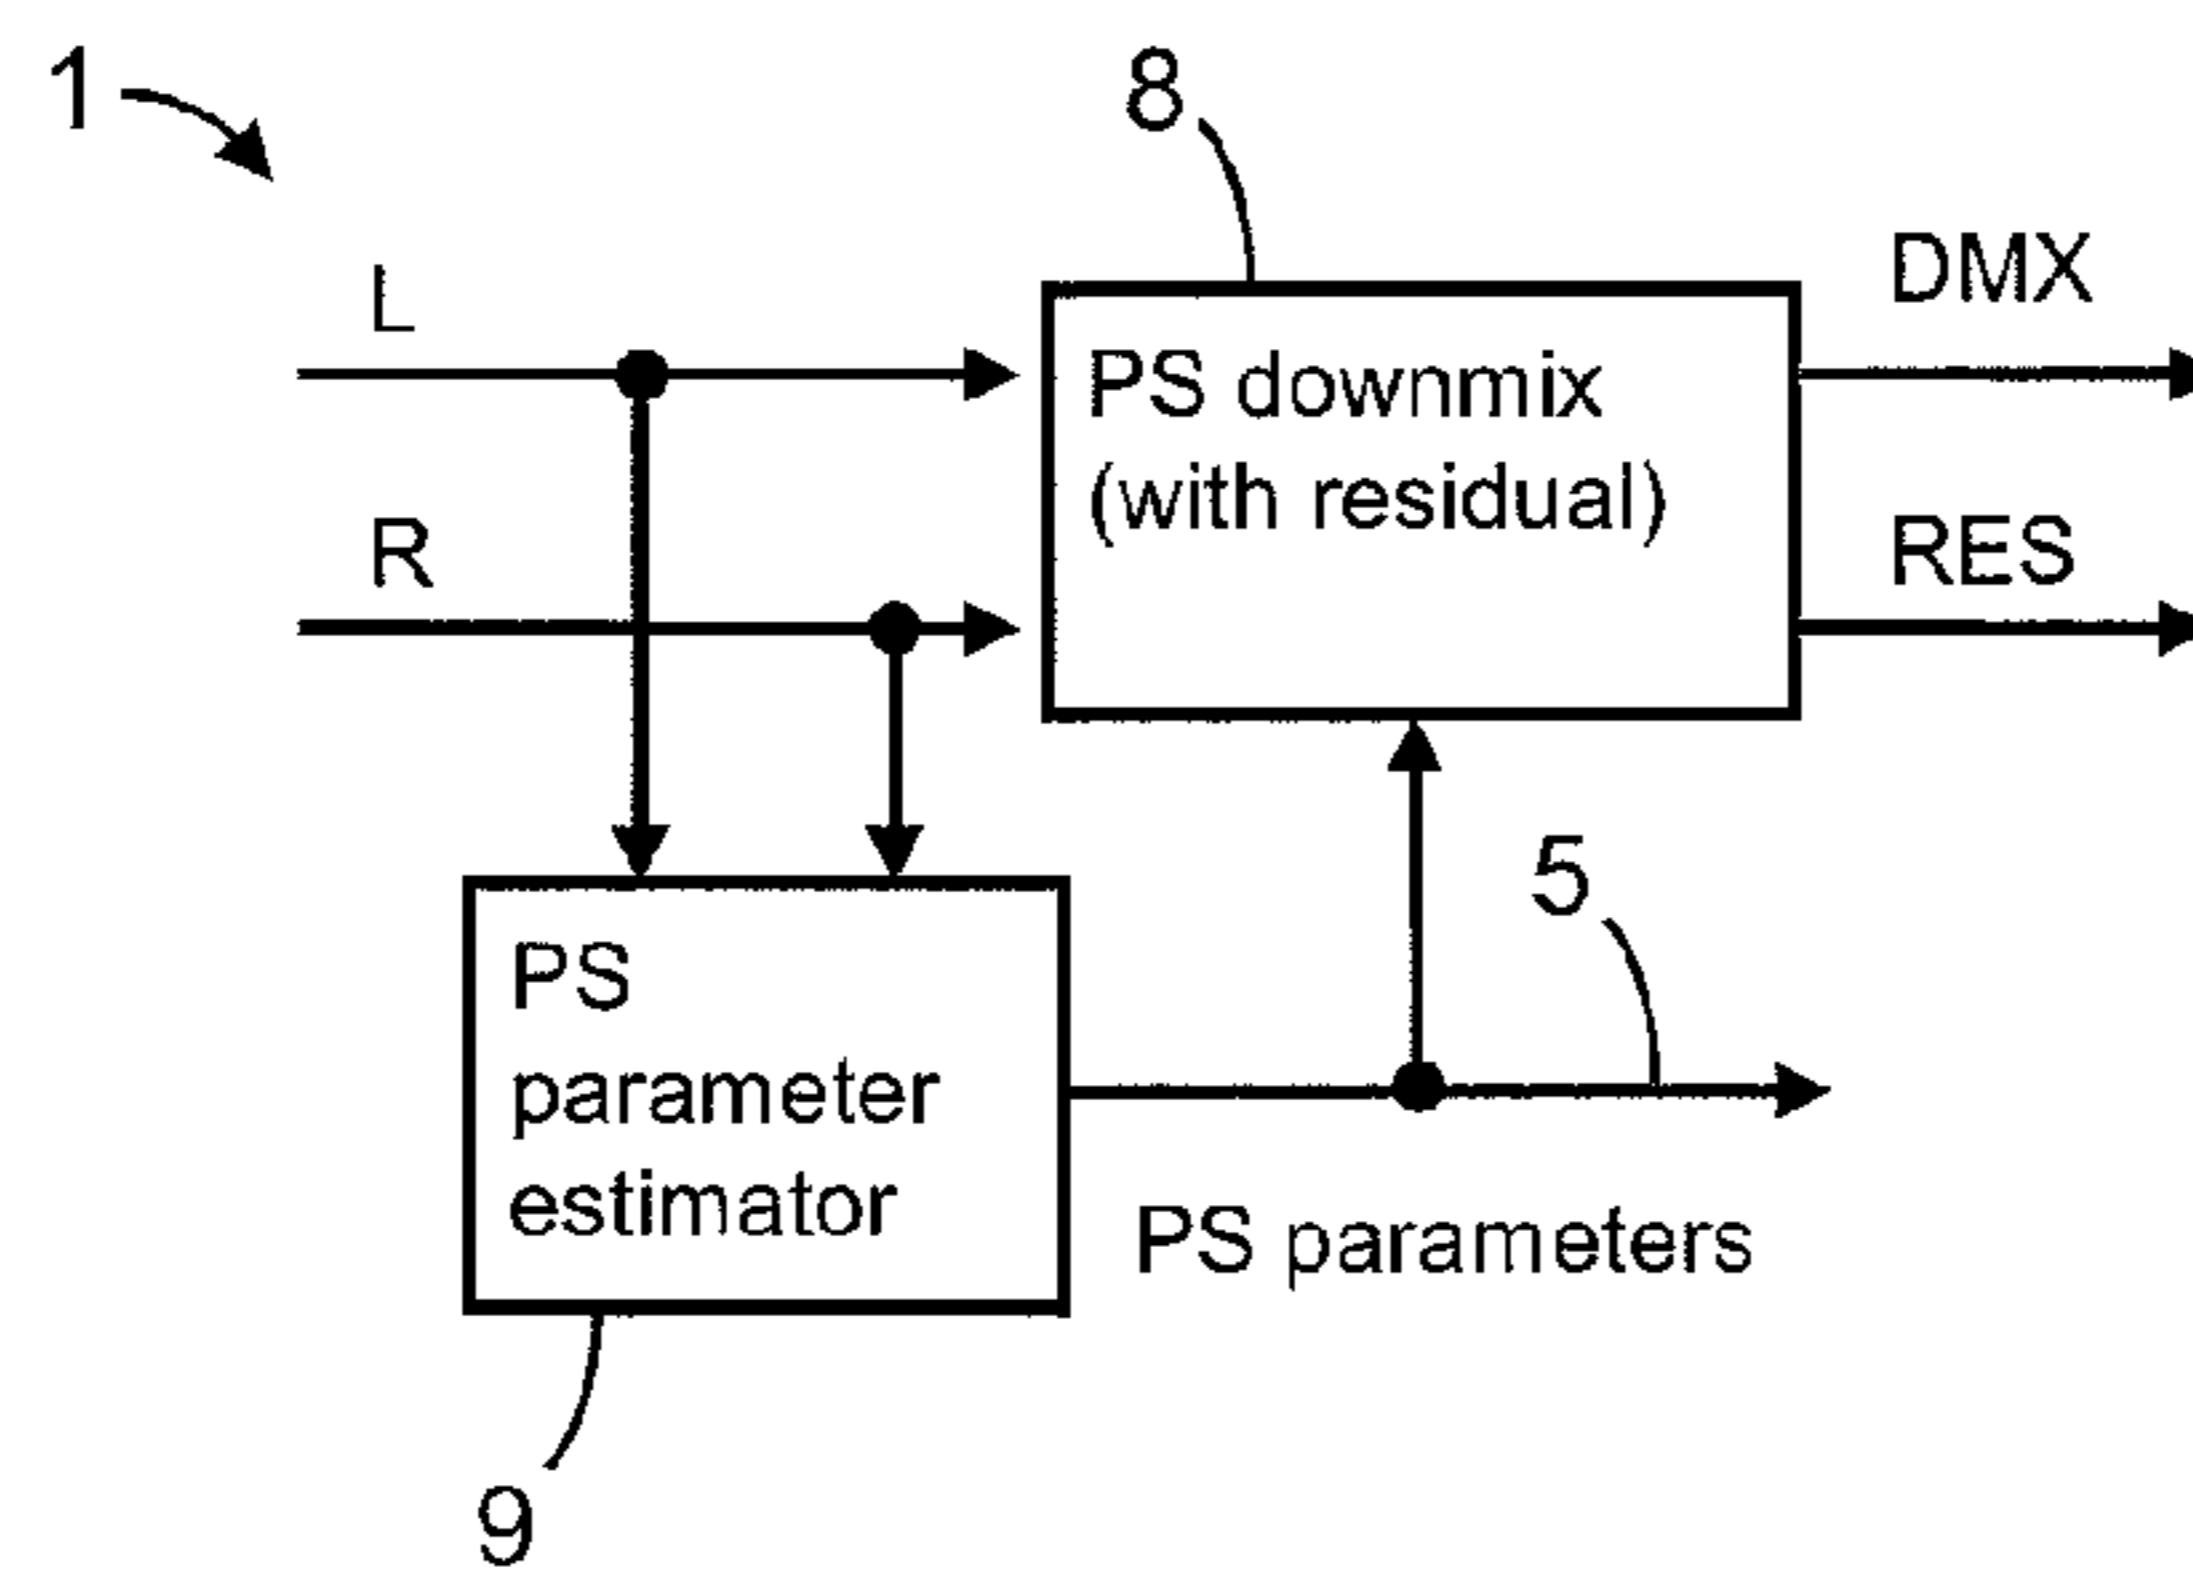 1
8
L
DMX
PS downmix
(with residual)
R
RES
5
PS
parameter
estimator
PS parameters
9